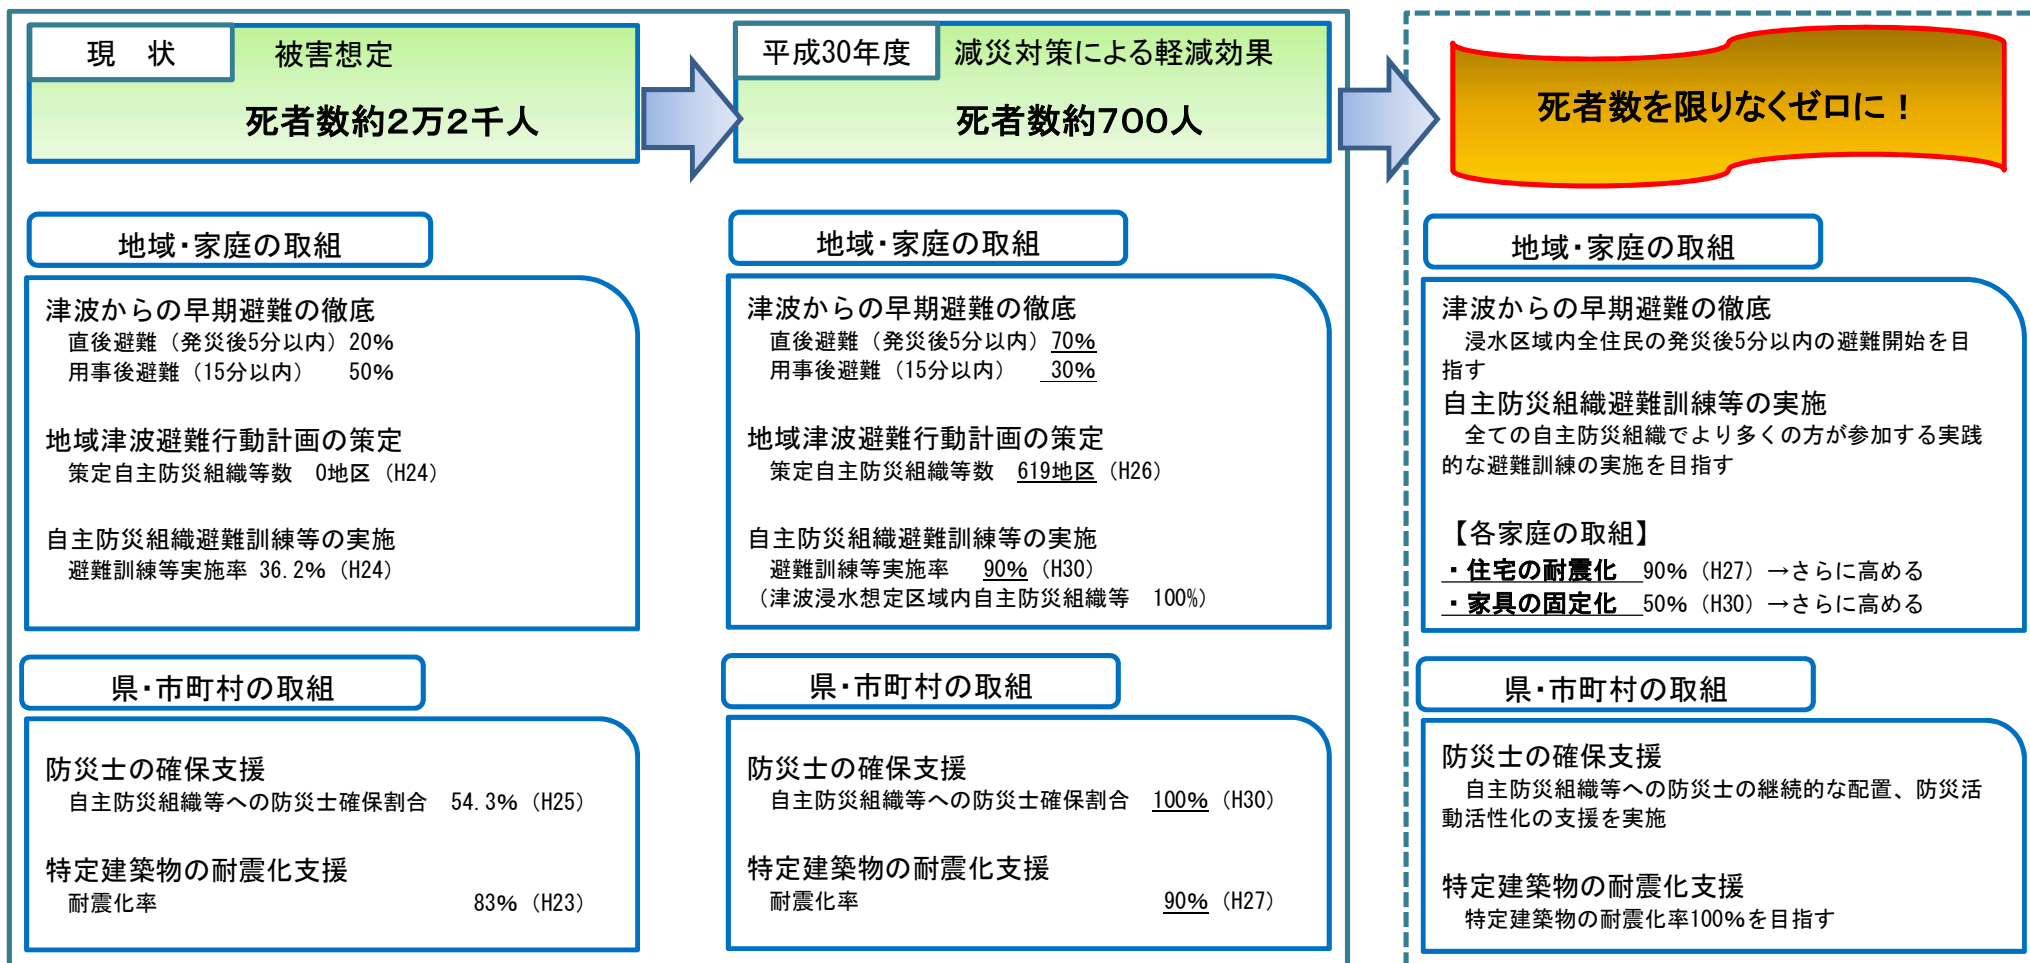 現　状
被害想定
死者数約2万2千人
地域・家庭の取組
津波からの早期避難の徹底
直後避難（発災後5分以内）20%
用事後避難（15分以内）　50%
地域津波避難行動計画の策定
策定自主防災組織等数　0地区（H24）
自主防災組織避難訓練等の実施
避難訓練等実施率 36.2%（H24）
県・市町村の取組
防災士の確保支援
自主防災組織等への防災士確保割合　54.3%（H25）
特定建築物の耐震化支援
耐震化率　83%（H23）
平成30年度
減災対策による軽減効果
死者数約700人
地域・家庭の取組
津波からの早期避難の徹底
直後避難（発災後5分以内）70%
用事後避難（15分以内）　30%
地域津波避難行動計画の策定
策定自主防災組織等数　619地区（H26）
自主防災組織避難訓練等の実施
避難訓練等実施率　90%（H30）
（津波浸水想定区域内自主防災組織等　100%）
県・市町村の取組
防災士の確保支援
自主防災組織等への防災士確保割合　100%（H30）
特定建築物の耐震化支援
耐震化率　90%（H27）
死者数を限りなくゼロに！
地域・家庭の取組
津波からの早期避難の徹底
浸水区域内全住民の発災後5分以内の避難開始を目
指す
自主防災組織避難訓練等の実施
全ての自主防災組織でより多くの方が参加する実践
的な避難訓練の実施を目指す
【各家庭の取組】
・住宅の耐震化　90%（H27）→さらに高める
・家具の固定化　50%（H30）→さらに高める
県・市町村の取組
防災士の確保支援
自主防災組織等への防災士の継続的な配置、防災活
動活性化の支援を実施
特定建築物の耐震化支援
特定建築物の耐震化率100%を目指す